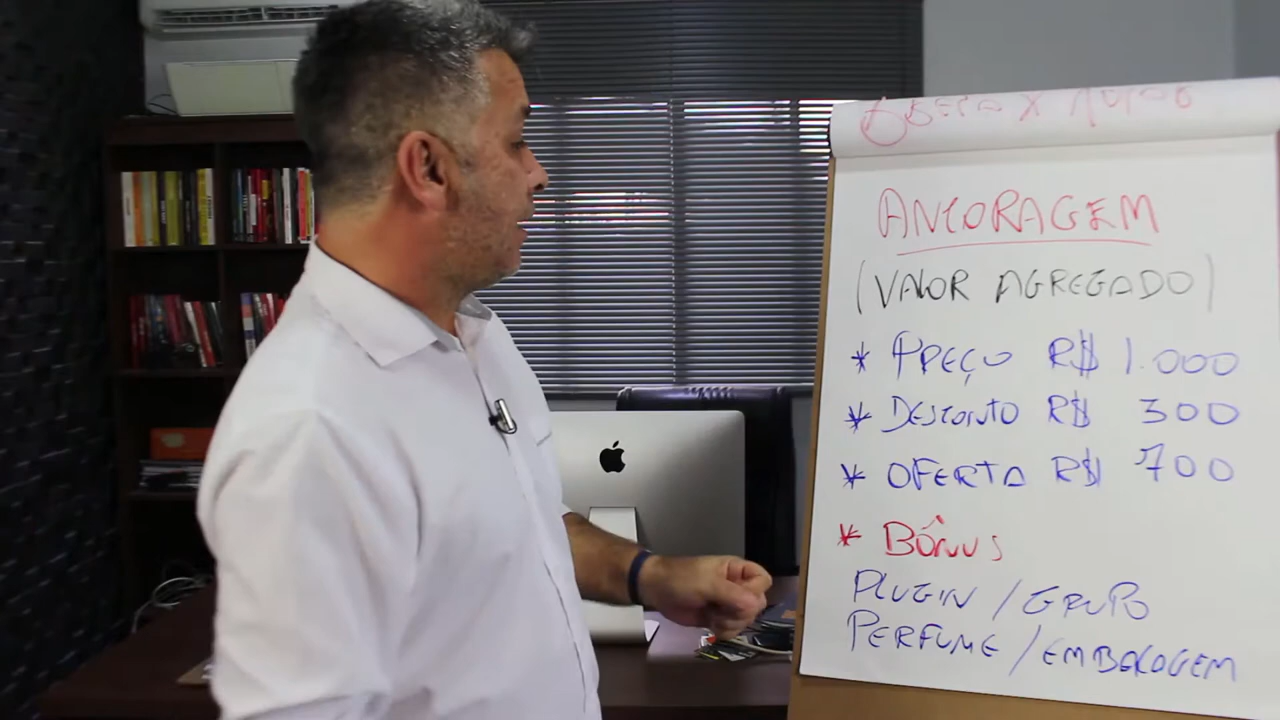 ANCORAGEM
(VALOR AGREGADO)
* PREÇO R$ 1.000
* DESCONTO R$ 300
* OFERTA R$ 700
* BÔNUS
PLUGIN / GRUPO
PERFUME / EMBALAGEM